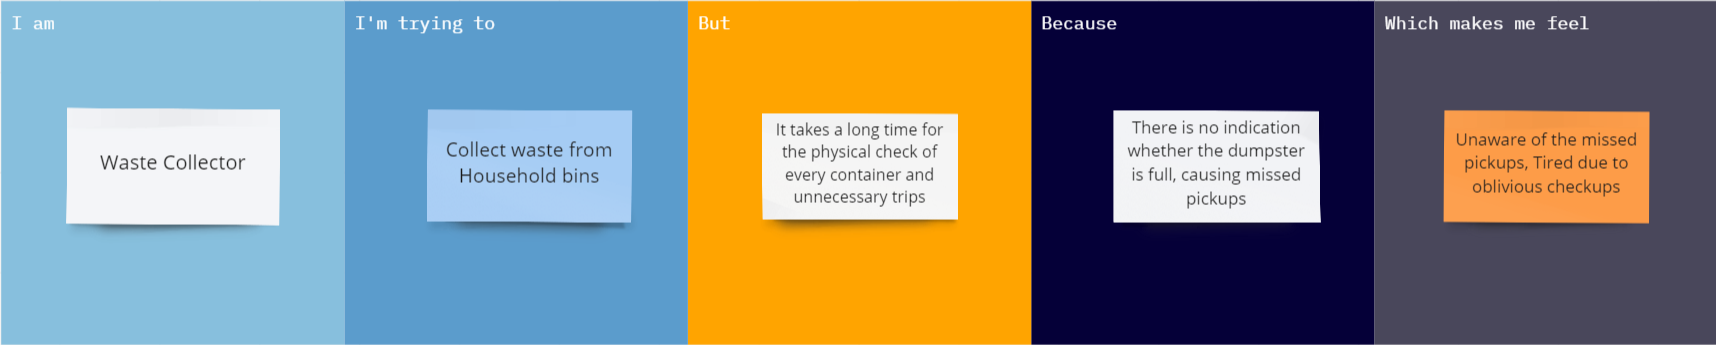 I am
Waste Collector
I'm trying to
Collect waste from
Household bins
But
It takes a long time for
the physical check of
every container and
unnecessary trips
Because
There is no indication
whether the dumpster
is full, causing missed
pickups
Which makes me feel
Unaware of the missed
pickups, Tired due to
oblivious checkups